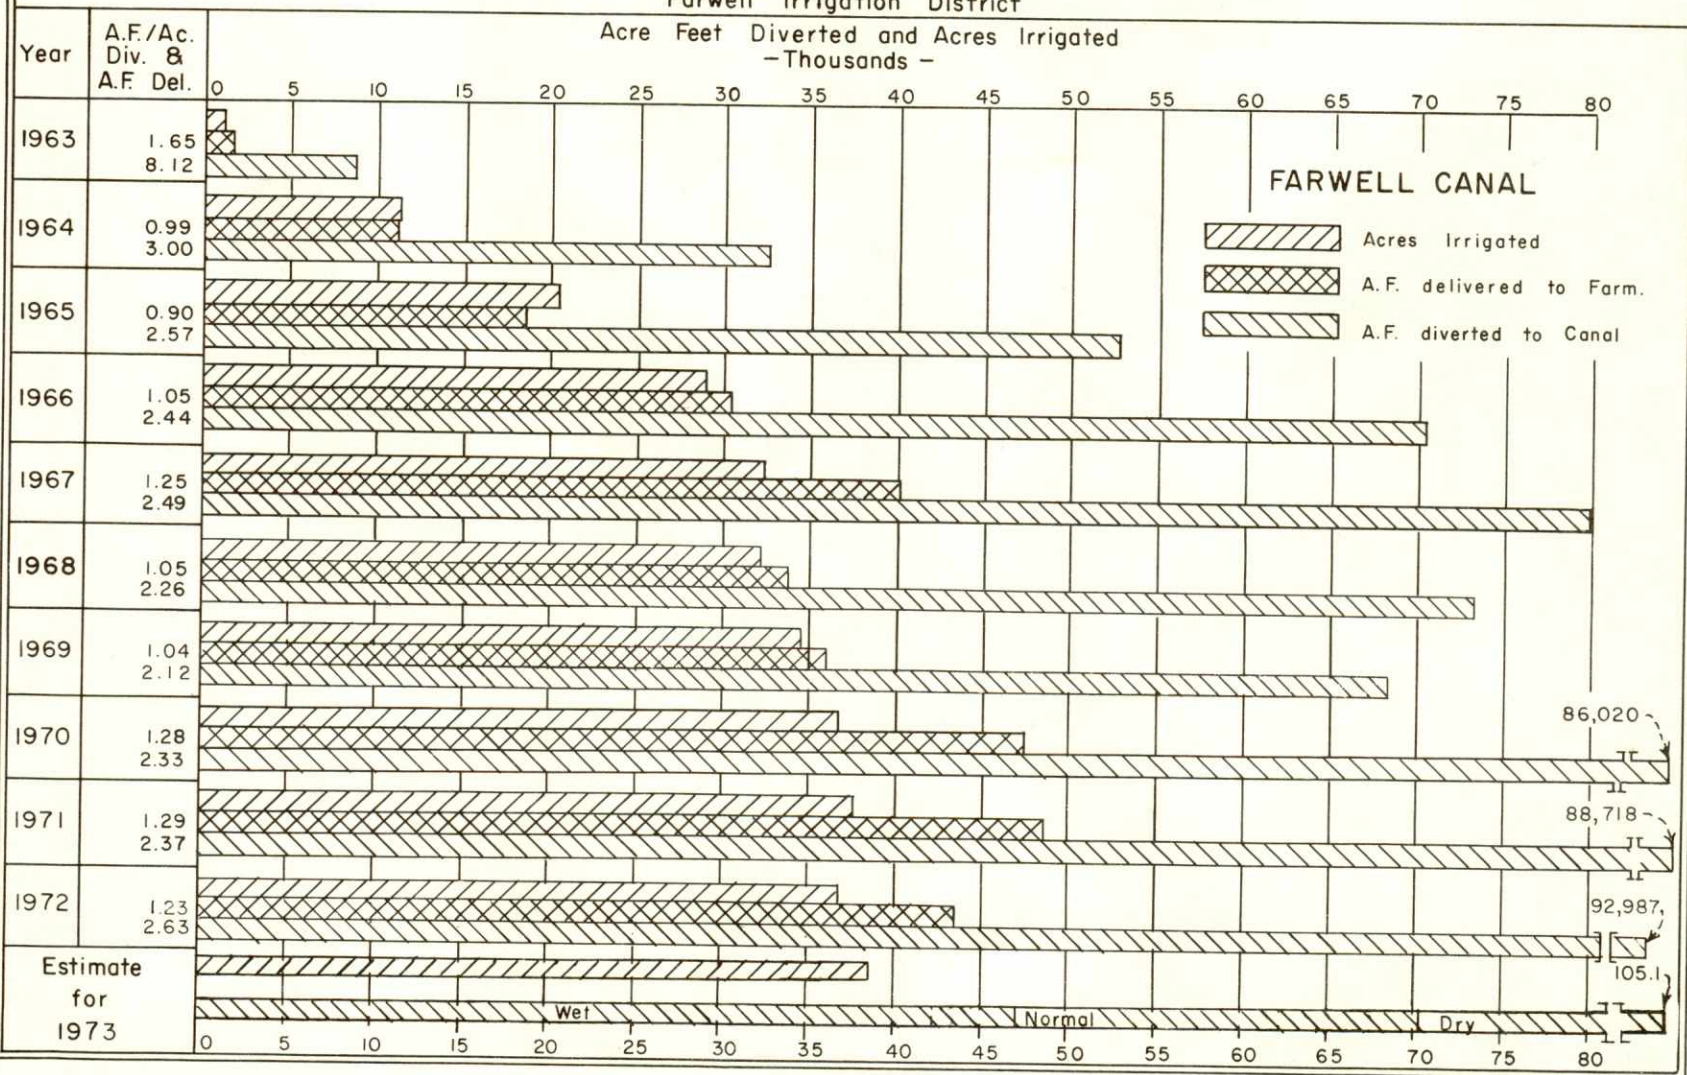 Farwell Irrigation District
Year
A.F./Ac.
Div. &
A.F. Del.
Acre Feet Diverted and Acres Irrigated
-Thousands-
0 5 10 15 20 25 30 35 40 45 50 55 60 65 70 75 80
1963
1.65
8.12
FARWELL CANAL
Acres Irrigated
A.F. delivered to Farm.
A.F. diverted to Canal
1964
0.99
3.00
1965
0.90
2.57
1966
1.05
2.44
1967
1.25
2.49
1968
1.05
2.26
1969
1.04
2.12
1970
1.28
2.33
86,020
1971
1.29
2.37
88,718
1972
1.23
2.63
92,987
Estimate
for
1973
105.1
Wet Normal Dry
0 5 10 15 20 25 30 35 40 45 50 55 60 65 70 75 80